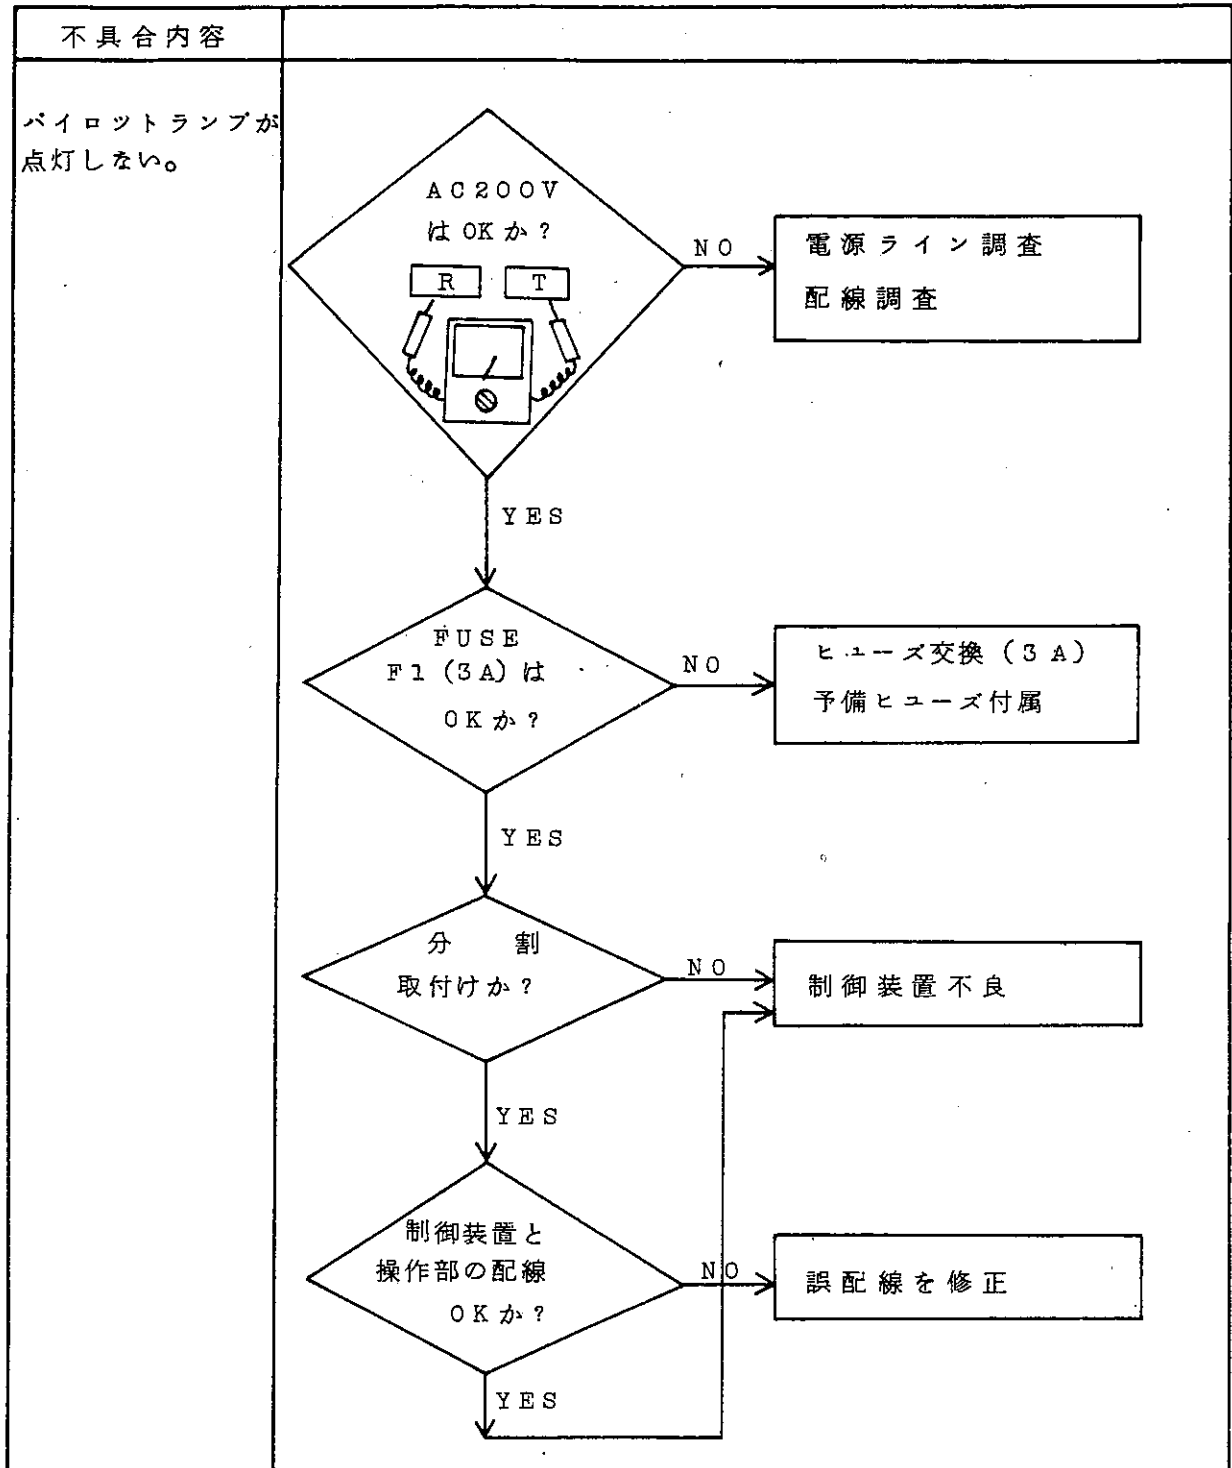 不具合内容
パイロットランプが
点灯しない。
AC200V
はOKか?
R T
NO
電源ライン調査
配線調査
YES
FUSE
F1(3A)は
OKか?
NO
ヒューズ交換(3A)
予備ヒューズ付属
YES
分割
取付けか?
NO
制御装置不良
YES
制御装置と
操作部の配線
OKか?
NO
誤配線を修正
YES